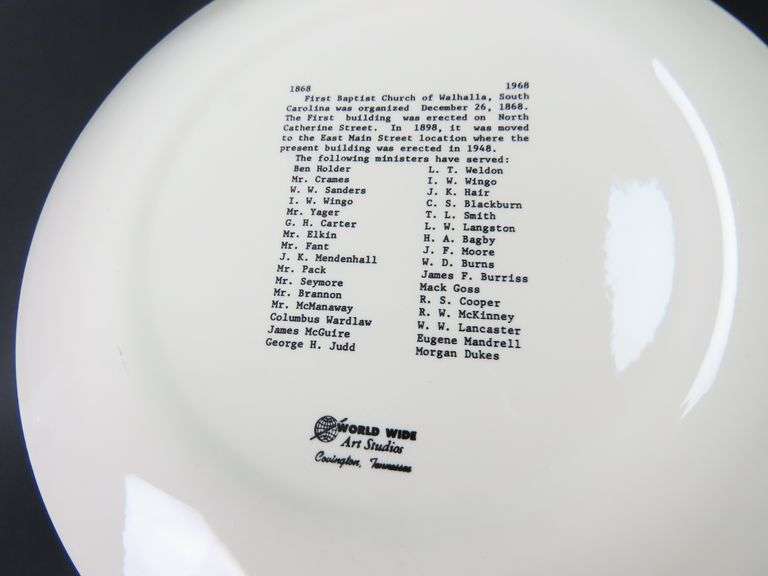 1868 1968
First Baptist Church of Walhalla, South
Carolina was organized December 26, 1868.
The First building was erected on North
Catherine Street. In 1898, it was moved
to the East Main Street location where the
present building was erected in 1948.
The following ministers have served:
Ben Holder
Mr. Crames
W. W. Sanders
I. W. Wingo
Mr. Yager
G. H. Carter
Mr. Elkin
Mr. Fant
J. K. Mendenhall
Mr. Pack
Mr. Seymore
Mr. Brannon
Mr. McManaway
Columbus Wardlaw
James McGuire
George H. Judd
L. T. Weldon
I. W. Wingo
J. K. Hair
C. S. Blackburn
T. L. Smith
L. W. Langston
H. A. Bagby
J. F. Moore
W. D. Burns
James F. Burriss
Mack Goss
R. S. Cooper
R. W. McKinney
W. W. Lancaster
Eugene Mandrell
Morgan Dukes
WORLD WIDE
Art Studios
Covington, Tennessee